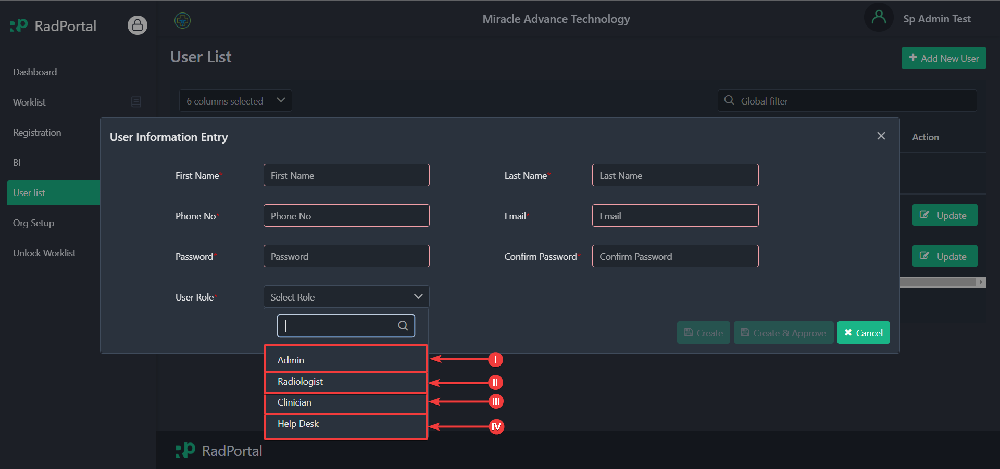 RadPortal
Miracle Advance Technology
Sp Admin Test
User List
+ Add New User
Dashboard
Worklist
Registration
BI
User list
Org Setup
Unlock Worklist
6 columns selected
Global filter
Action
Update
Update
User Information Entry
First Name*
First Name
Last Name*
Last Name
Phone No*
Phone No
Email*
Email
Password*
Password
Confirm Password*
Confirm Password
User Role*
Select Role
Create
Create & Approve
Cancel
Admin
I
Radiologist
II
Clinician
III
Help Desk
IV
RadPortal